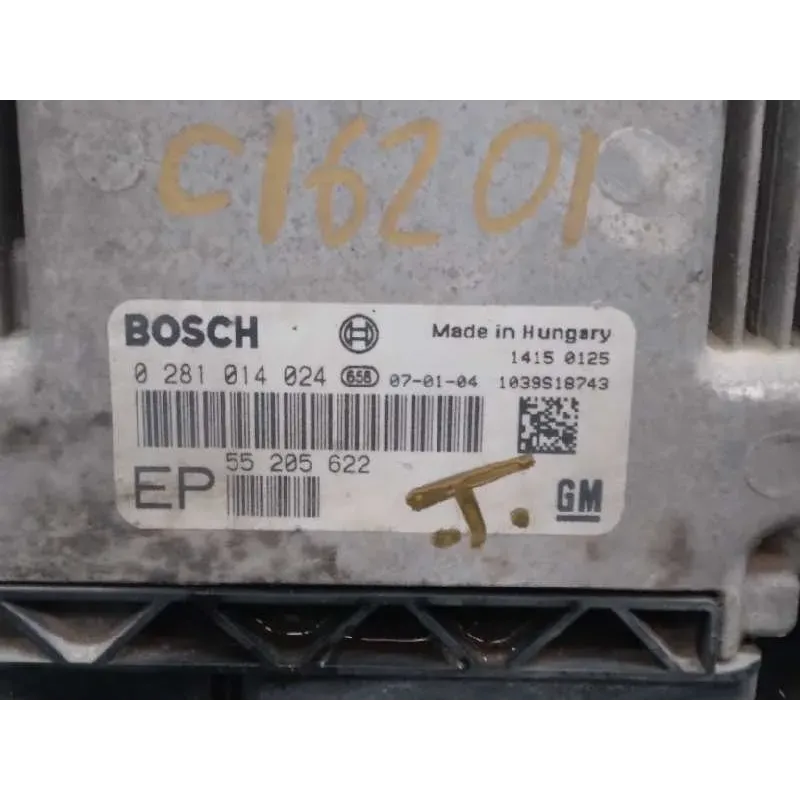 C16201
BOSCH Made in Hungary
1415 0125
0 281 014 024 656 07-01-04 1039S18743
55 205 622
EP T. GM